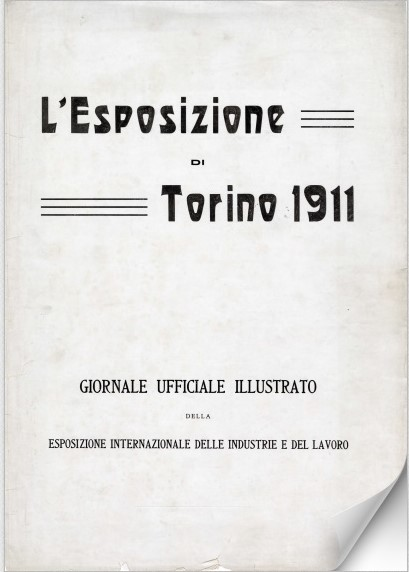 L'Esposizione
DI
Torino 1911
GIORNALE UFFICIALE ILLUSTRATO
DELLA
ESPOSIZIONE INTERNAZIONALE DELLE INDUSTRIE E DEL LAVORO